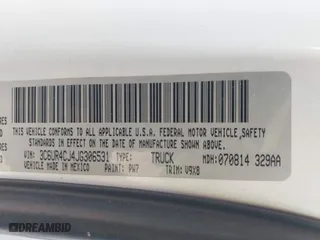 THIS VEHICLE CONFORMS TO ALL APPLICABLE U.S.A. FEDERAL MOTOR VEHICLE,SAFETY
STANDARDS IN EFFECT ON THE DATE OF MANUFACTURE SHOWN ABOVE.
VIN: 3C6UR4CJ4JG306531 TYPE: TRUCK MDH: 070814 329AA
VEHICLE MADE IN MEXICO PAINT: PW7 TRIM: V9X8